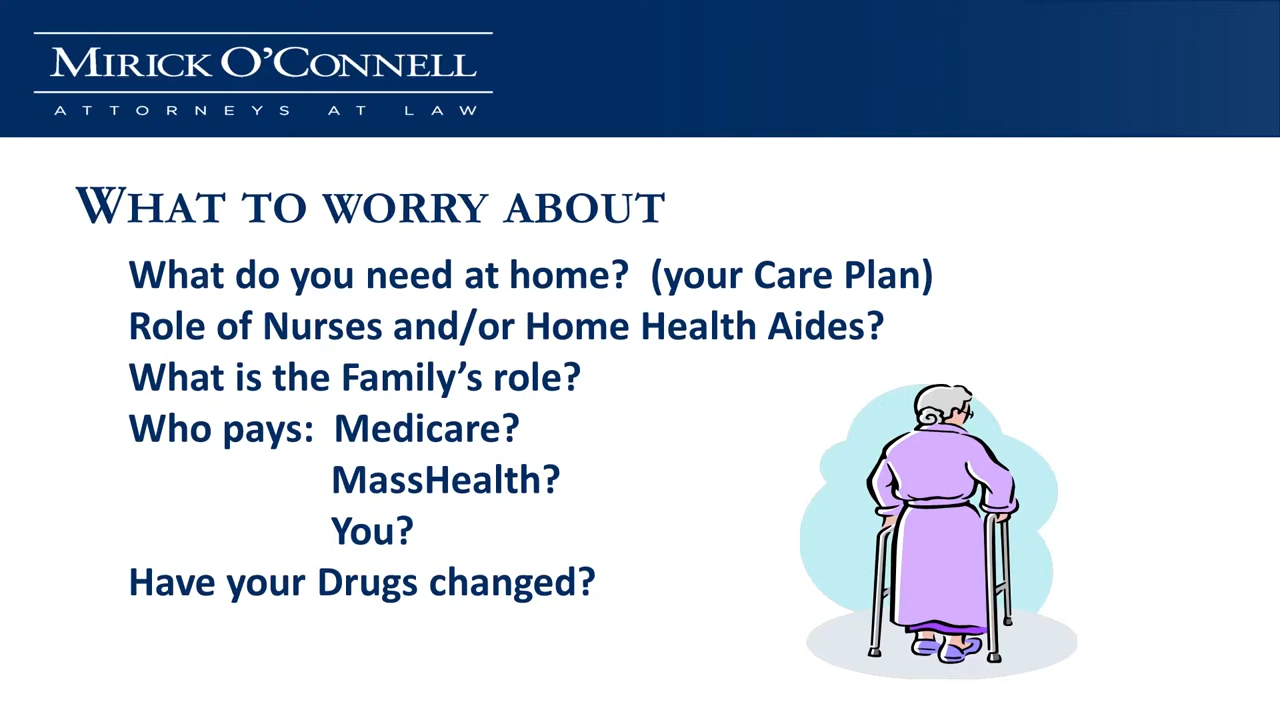 MIRICK O’CONNELL
ATTORNEYS AT LAW
WHAT TO WORRY ABOUT
What do you need at home? (your Care Plan)
Role of Nurses and/or Home Health Aides?
What is the Family’s role?
Who pays: Medicare?
MassHealth?
You?
Have your Drugs changed?